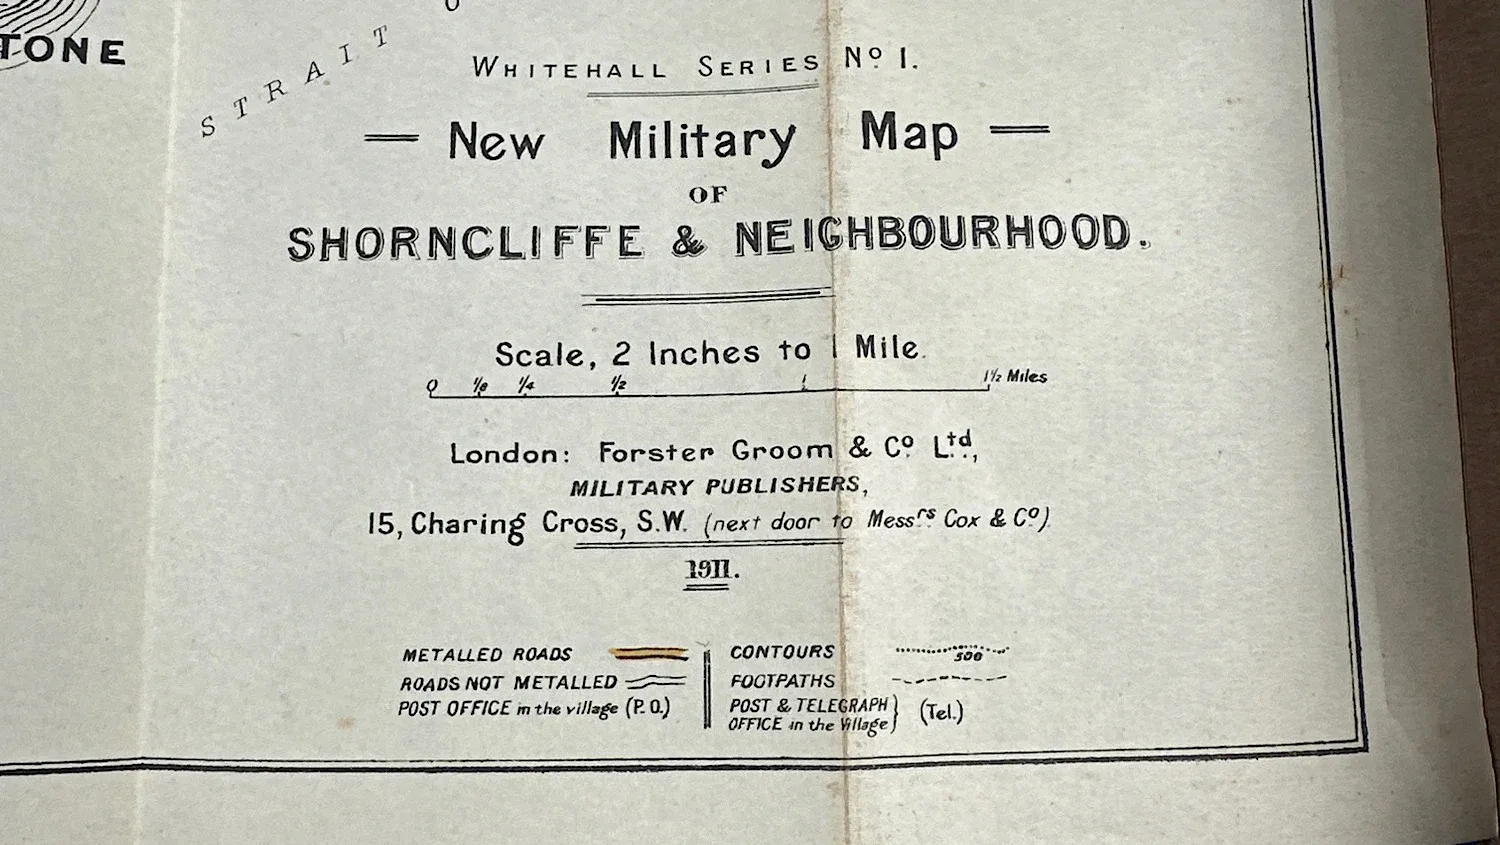 TONE
STRAIT
WHITEHALL SERIES Nº 1.
New Military Map
OF
SHORNCLIFFE & NEIGHBOURHOOD.
Scale, 2 Inches to 1 Mile.
0 1/8 1/4 1/2 1 1½ Miles
London: Forster Groom & Cº Ltd,
MILITARY PUBLISHERS,
15, Charing Cross, S.W. (next door to Messrs Cox & Cº)
1911.
METALLED ROADS
ROADS NOT METALLED
POST OFFICE in the village (P.O.)
CONTOURS 500
FOOTPATHS
POST & TELEGRAPH
OFFICE in the Village} (Tel.)